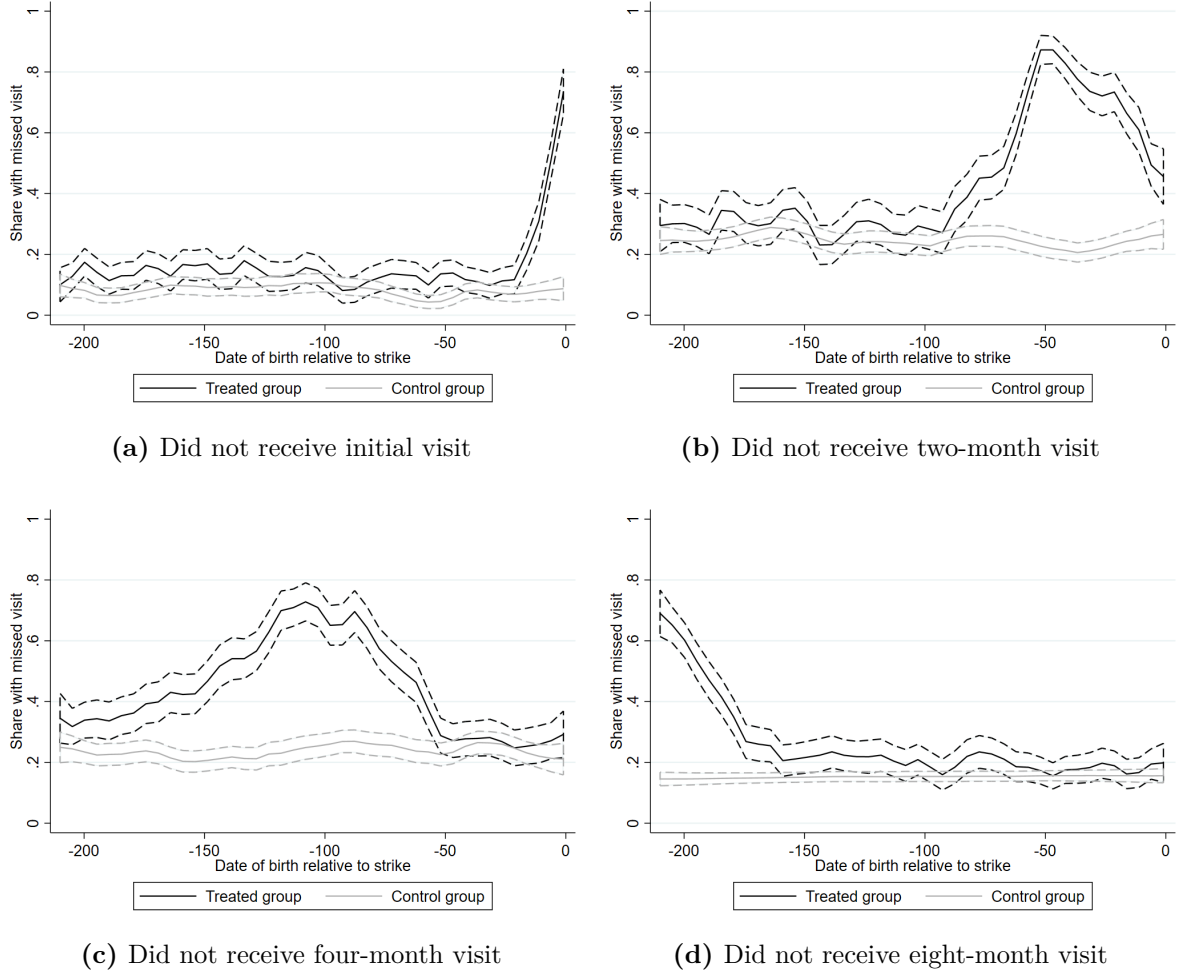 Share with missed visit
1
.8
.6
.4
.2
0
-200 -150 -100 -50 0
Date of birth relative to strike
Treated group Control group
(a) Did not receive initial visit
Share with missed visit
1
.8
.6
.4
.2
0
-200 -150 -100 -50 0
Date of birth relative to strike
Treated group Control group
(b) Did not receive two-month visit
Share with missed visit
1
.8
.6
.4
.2
0
-200 -150 -100 -50 0
Date of birth relative to strike
Treated group Control group
(c) Did not receive four-month visit
Share with missed visit
1
.8
.6
.4
.2
0
-200 -150 -100 -50 0
Date of birth relative to strike
Treated group Control group
(d) Did not receive eight-month visit